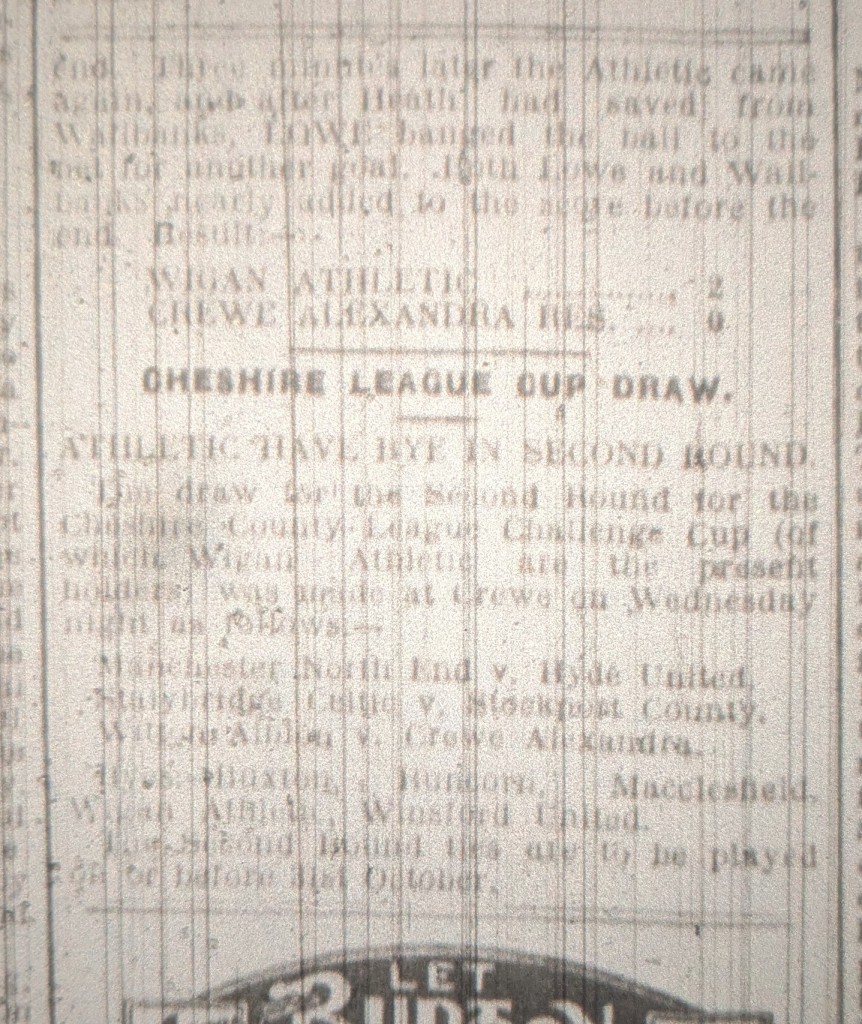 end. Three minutes later the Athletic came
again, and after Heath had saved from
Wallbanks, LOWE banged the ball to the
net for another goal. Both Lowe and Wall-
banks nearly added to the score before the
end. Result:—
WIGAN ATHLETIC ............ 2
CREWE ALEXANDRA RES. .... 0
CHESHIRE LEAGUE CUP DRAW.
ATHLETIC HAVE BYE IN SECOND ROUND.
The draw for the Second Round for the
Cheshire County League Challenge Cup (of
which Wigan Athletic are the present
holders) was made at Crewe on Wednesday
night as follows:—
Manchester North End v. Hyde United.
Stalybridge Celtic v. Stockport County.
Witton Albion v. Crewe Alexandra.
Byes: Buxton, Runcorn, Macclesfield,
Wigan Athletic, Winsford United.
The Second Round ties are to be played
on or before 31st October.
LET